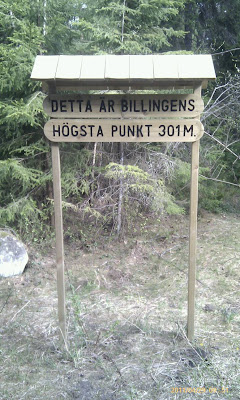 DETTA ÄR BILLINGENS
HÖGSTA PUNKT 301M.